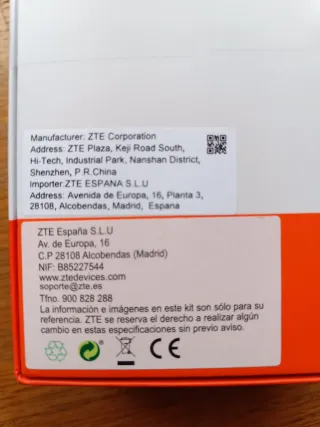 Manufacturer: ZTE Corporation
Address: ZTE Plaza, Keji Road South,
Hi-Tech, Industrial Park, Nanshan District,
Shenzhen, P.R.China
Importer:ZTE ESPANA S.L.U
Address: Avenida de Europa, 16, Planta 3,
28108, Alcobendas, Madrid, Espana
ZTE España S.L.U
Av. de Europa, 16
C.P 28108 Alcobendas (Madrid)
NIF: B85227544
www.ztedevices.com
soporte@zte.es
Tfno. 900 828 288
La información e imágenes en este kit son sólo para su
referencia. ZTE se reserva el derecho a realizar algún
cambio en estas especificaciones sin previo aviso.
CE